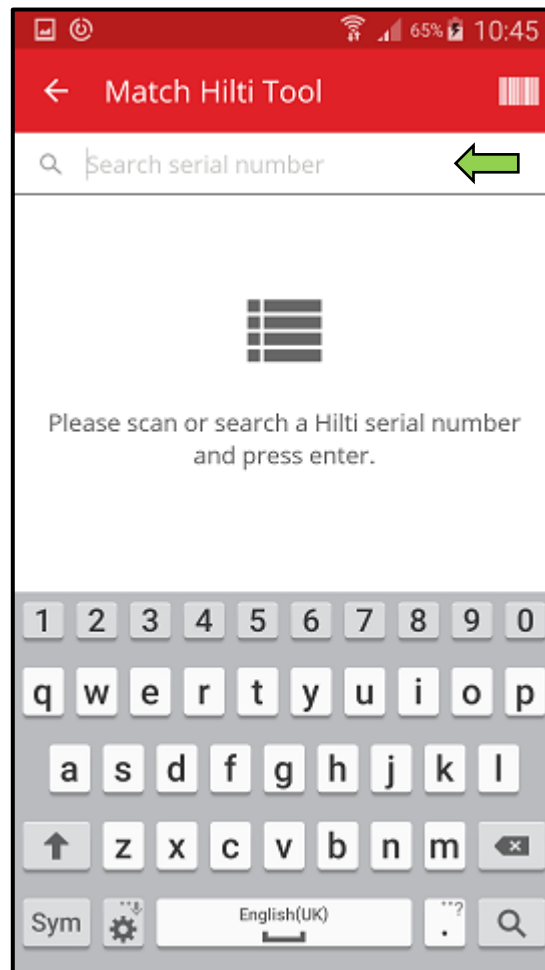 65% 10:45
Match Hilti Tool
Search serial number
Please scan or search a Hilti serial number
and press enter.
1 2 3 4 5 6 7 8 9 0
q w e r t y u i o p
a s d f g h j k l
z x c v b n m
Sym English(UK) . ?